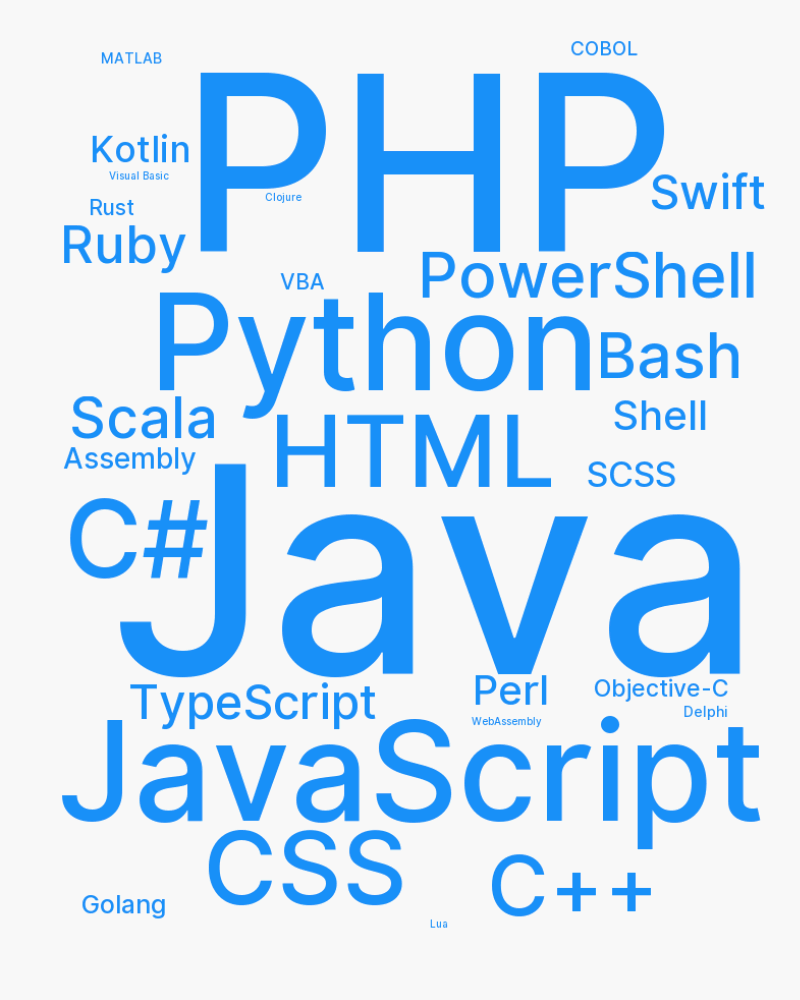 COBOL
MATLAB
PHP
Kotlin
Visual Basic
Swift
Clojure
Rust
Ruby
PowerShell
VBA
Python
Bash
Scala
Shell
HTML
Assembly
SCSS
C#
Java
Perl
Objective-C
TypeScript
Delphi
WebAssembly
JavaScript
CSS
C++
Golang
Lua